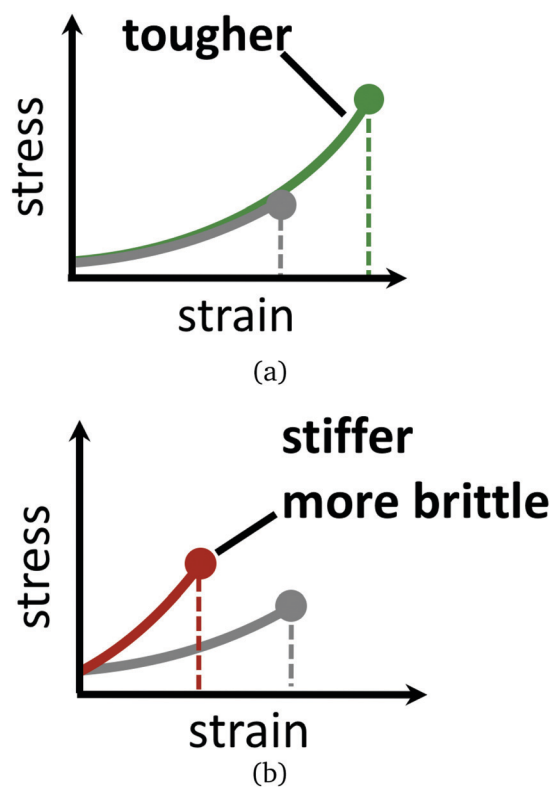 tougher
stress
strain
(a)
stiffer
more brittle
stress
strain
(b)